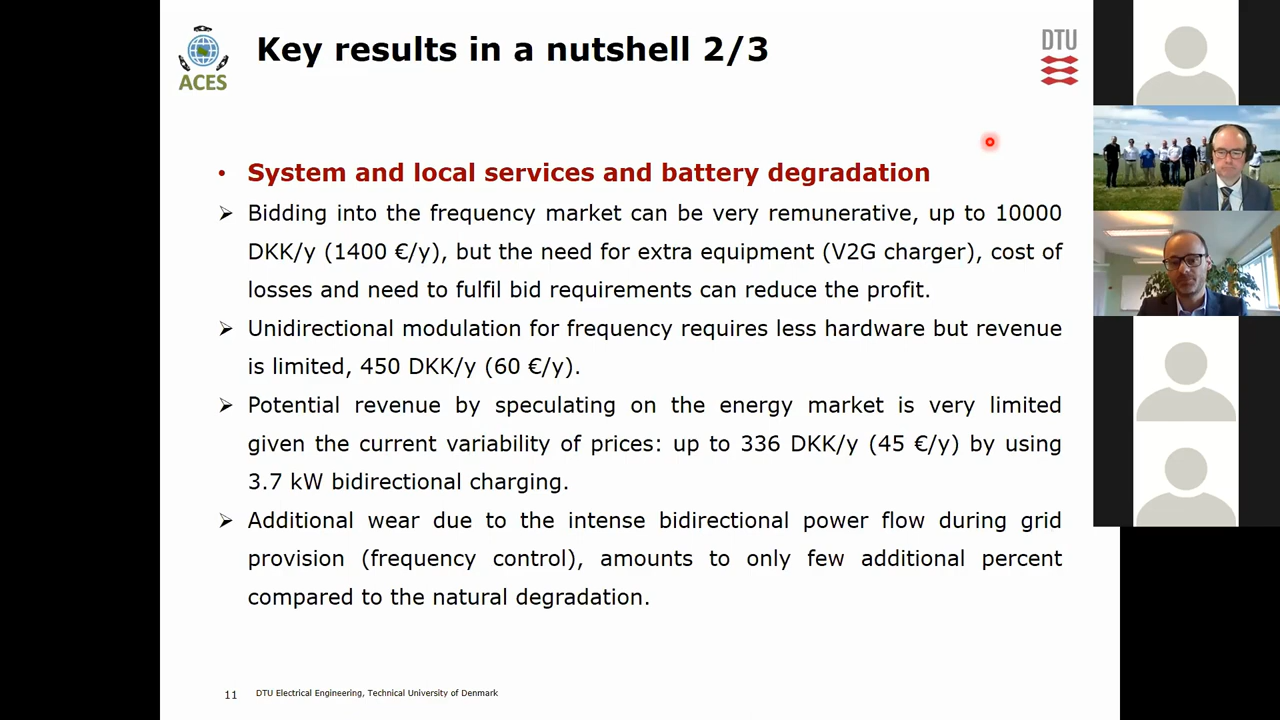 Key results in a nutshell 2/3
ACES
DTU
• System and local services and battery degradation
➢ Bidding into the frequency market can be very remunerative, up to 10000
DKK/y (1400 €/y), but the need for extra equipment (V2G charger), cost of
losses and need to fulfil bid requirements can reduce the profit.
➢ Unidirectional modulation for frequency requires less hardware but revenue
is limited, 450 DKK/y (60 €/y).
➢ Potential revenue by speculating on the energy market is very limited
given the current variability of prices: up to 336 DKK/y (45 €/y) by using
3.7 kW bidirectional charging.
➢ Additional wear due to the intense bidirectional power flow during grid
provision (frequency control), amounts to only few additional percent
compared to the natural degradation.
11 DTU Electrical Engineering, Technical University of Denmark